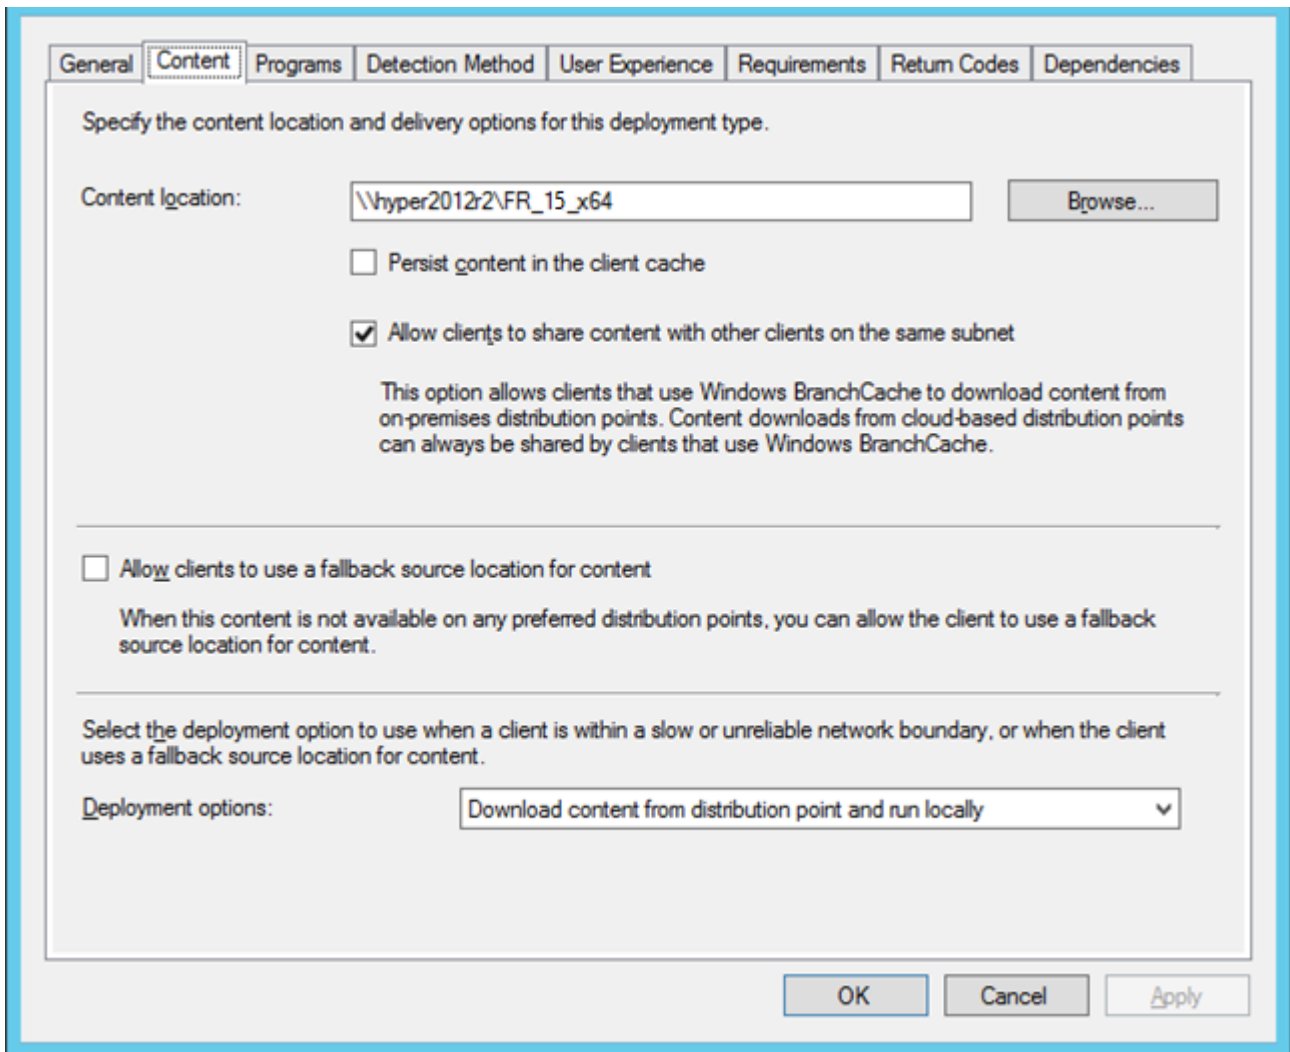 General Content Programs Detection Method User Experience Requirements Return Codes Dependencies
Specify the content location and delivery options for this deployment type.
Content location: \\hyper2012r2\FR_15_x64 Browse...
Persist content in the client cache
Allow clients to share content with other clients on the same subnet
This option allows clients that use Windows BranchCache to download content from
on-premises distribution points. Content downloads from cloud-based distribution points
can always be shared by clients that use Windows BranchCache.
Allow clients to use a fallback source location for content
When this content is not available on any preferred distribution points, you can allow the client to use a fallback
source location for content.
Select the deployment option to use when a client is within a slow or unreliable network boundary, or when the client
uses a fallback source location for content.
Deployment options: Download content from distribution point and run locally
OK Cancel Apply